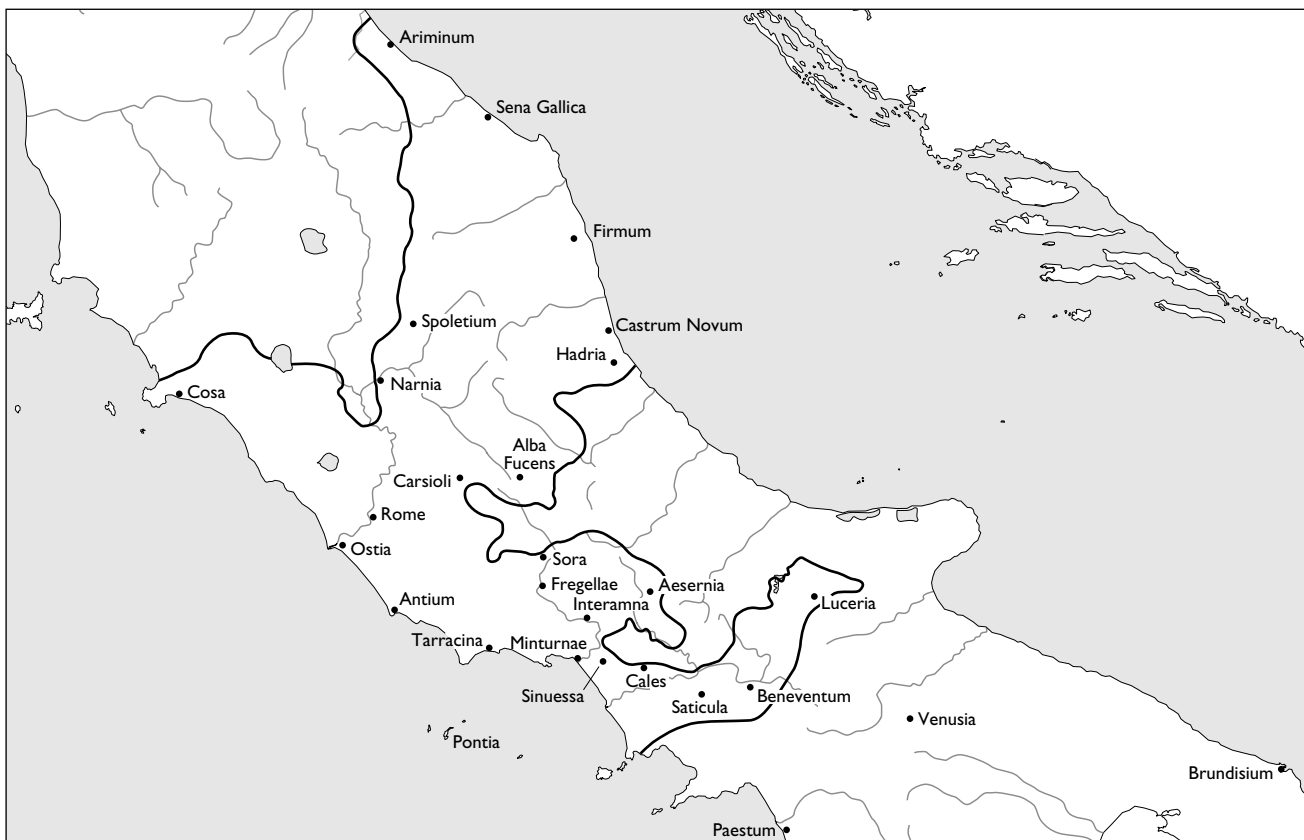 Ariminum
Sena Gallica
Firmum
Spoletium
Castrum Novum
Hadria
Narnia
Cosa
Alba
Fucens
Carsioli
Rome
Ostia
Sora
Fregellae
Aesernia
Interamna
Luceria
Antium
Tarracina
Minturnae
Sinuessa
Cales
Saticula
Beneventum
Venusia
Pontia
Brundisium
Paestum